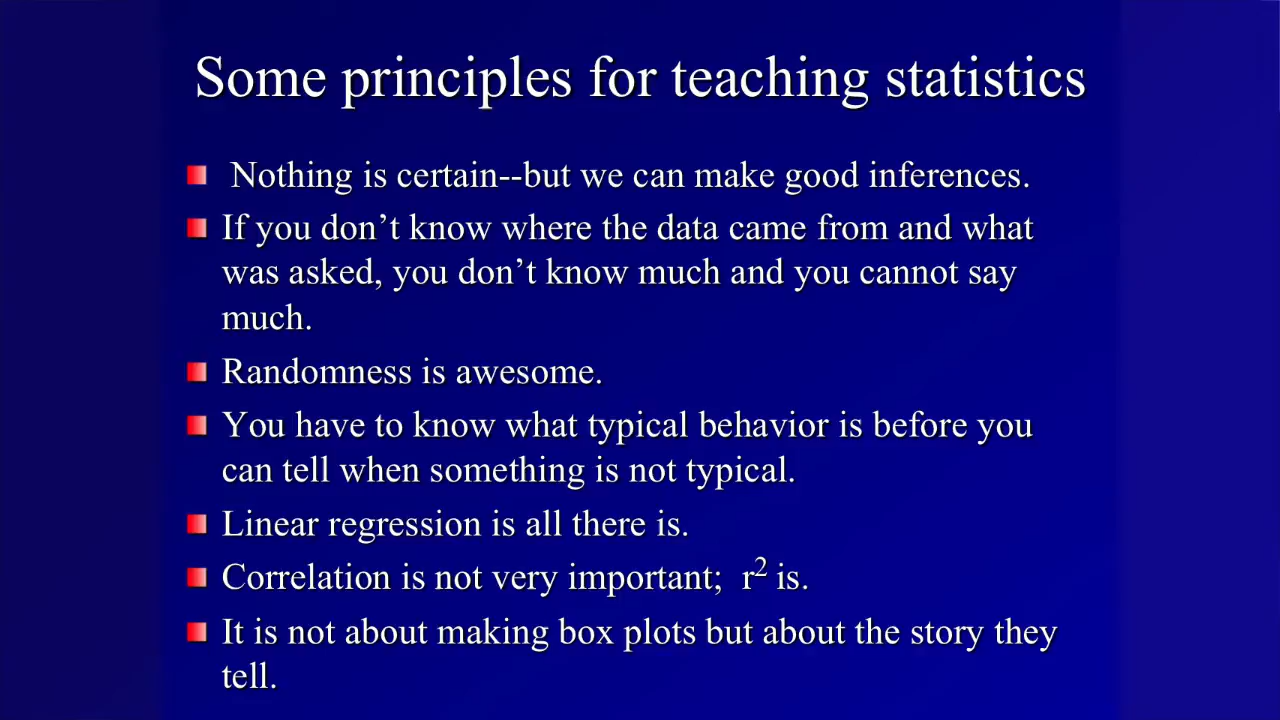 Some principles for teaching statistics
Nothing is certain--but we can make good inferences.
If you don’t know where the data came from and what
was asked, you don’t know much and you cannot say
much.
Randomness is awesome.
You have to know what typical behavior is before you
can tell when something is not typical.
Linear regression is all there is.
Correlation is not very important; r² is.
It is not about making box plots but about the story they
tell.